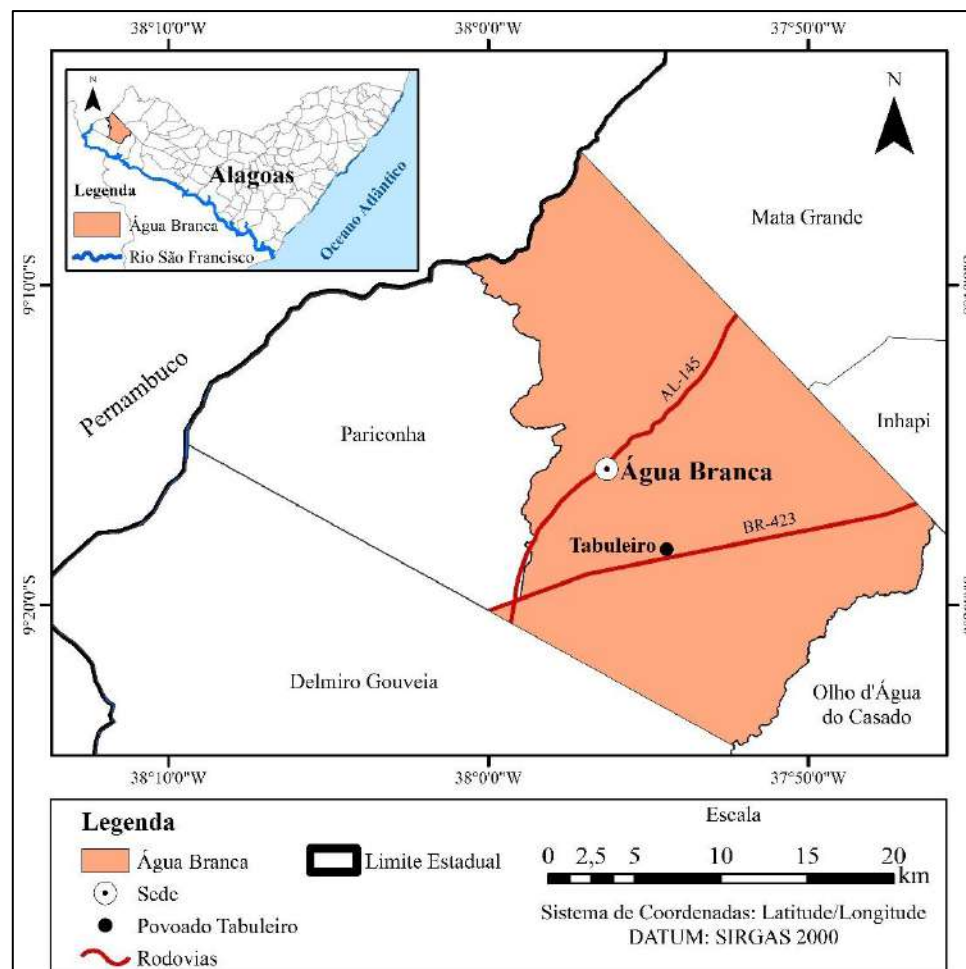 38°10'0"W
38°0'0"W
37°50'0"W
N
N
Alagoas
Oceano Atlântico
Legenda
Água Branca
Rio São Francisco
Mata Grande
9°10'0"S
Pernambuco
AL-145
Inhapi
Pariconha
Água Branca
BR-423
Tabuleiro
9°20'0"S
Delmiro Gouveia
Olho d'Água
do Casado
38°10'0"W
38°0'0"W
37°50'0"W
Legenda
Água Branca
Limite Estadual
Sede
Povoado Tabuleiro
Rodovias
Escala
0 2,5 5 10 15 20
km
Sistema de Coordenadas: Latitude/Longitude
DATUM: SIRGAS 2000